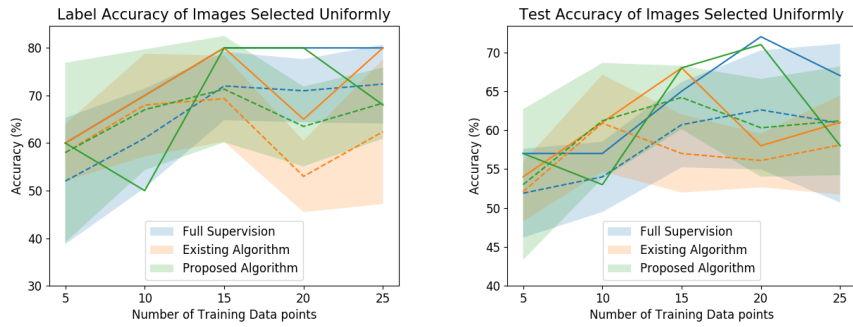 Label Accuracy of Images Selected Uniformly
80
70
60
50
40
30
Accuracy (%)
Full Supervision
Existing Algorithm
Proposed Algorithm
5 10 15 20 25
Number of Training Data points
Test Accuracy of Images Selected Uniformly
70
65
60
55
50
45
40
Accuracy (%)
Full Supervision
Existing Algorithm
Proposed Algorithm
5 10 15 20 25
Number of Training Data points